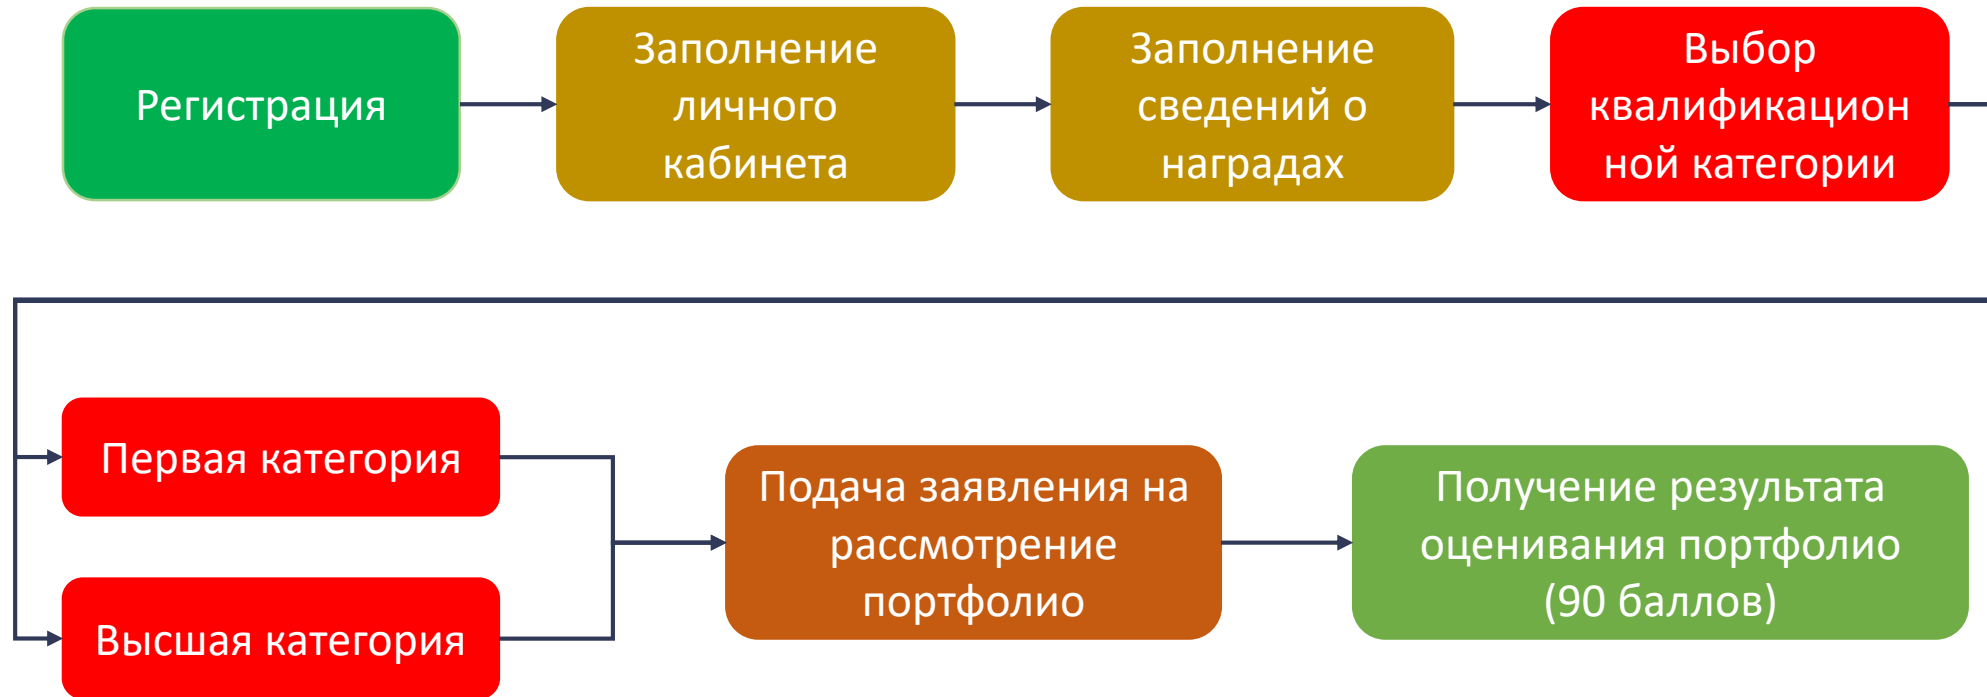 Регистрация
Заполнение
личного
кабинета
Заполнение
сведений о
наградах
Выбор
квалификацион
ной категории
Первая категория
Высшая категория
Подача заявления на
рассмотрение
портфолио
Получение результата
оценивания портфолио
(90 баллов)